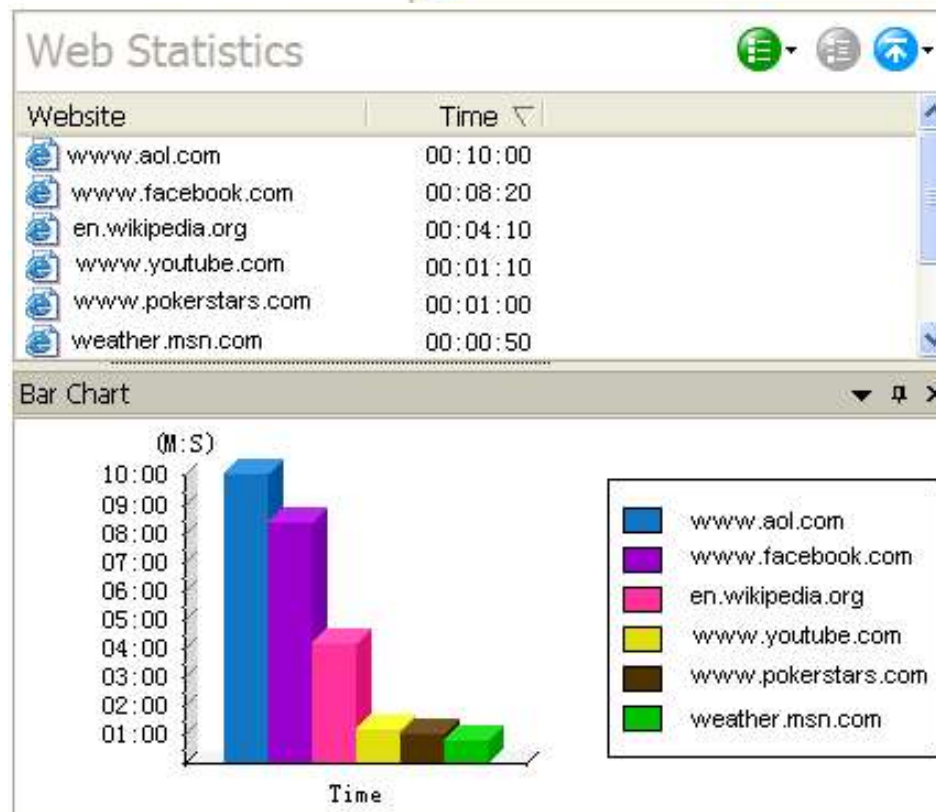 Web Statistics
Website Time
www.aol.com 00:10:00
www.facebook.com 00:08:20
en.wikipedia.org 00:04:10
www.youtube.com 00:01:10
www.pokerstars.com 00:01:00
weather.msn.com 00:00:50
Bar Chart
(M:S)
10:00
09:00
08:00
07:00
06:00
05:00
04:00
03:00
02:00
01:00
Time
www.aol.com
www.facebook.com
en.wikipedia.org
www.youtube.com
www.pokerstars.com
weather.msn.com